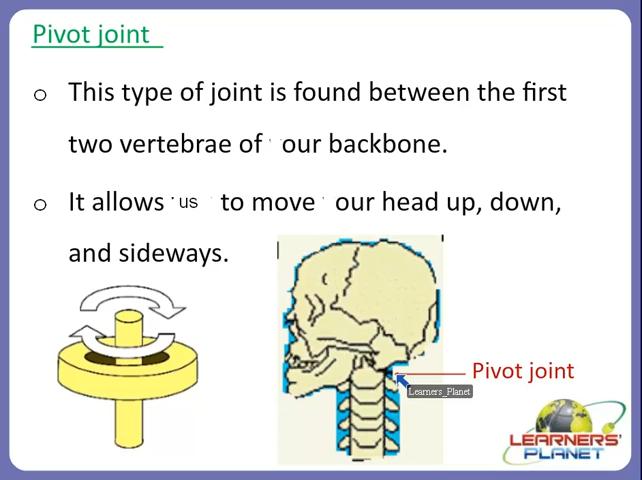 Pivot joint
o This type of joint is found between the first
two vertebrae of our backbone.
o It allows us to move our head up, down,
and sideways.
Pivot joint
Learners_Planet
LEARNERS'
PLANET